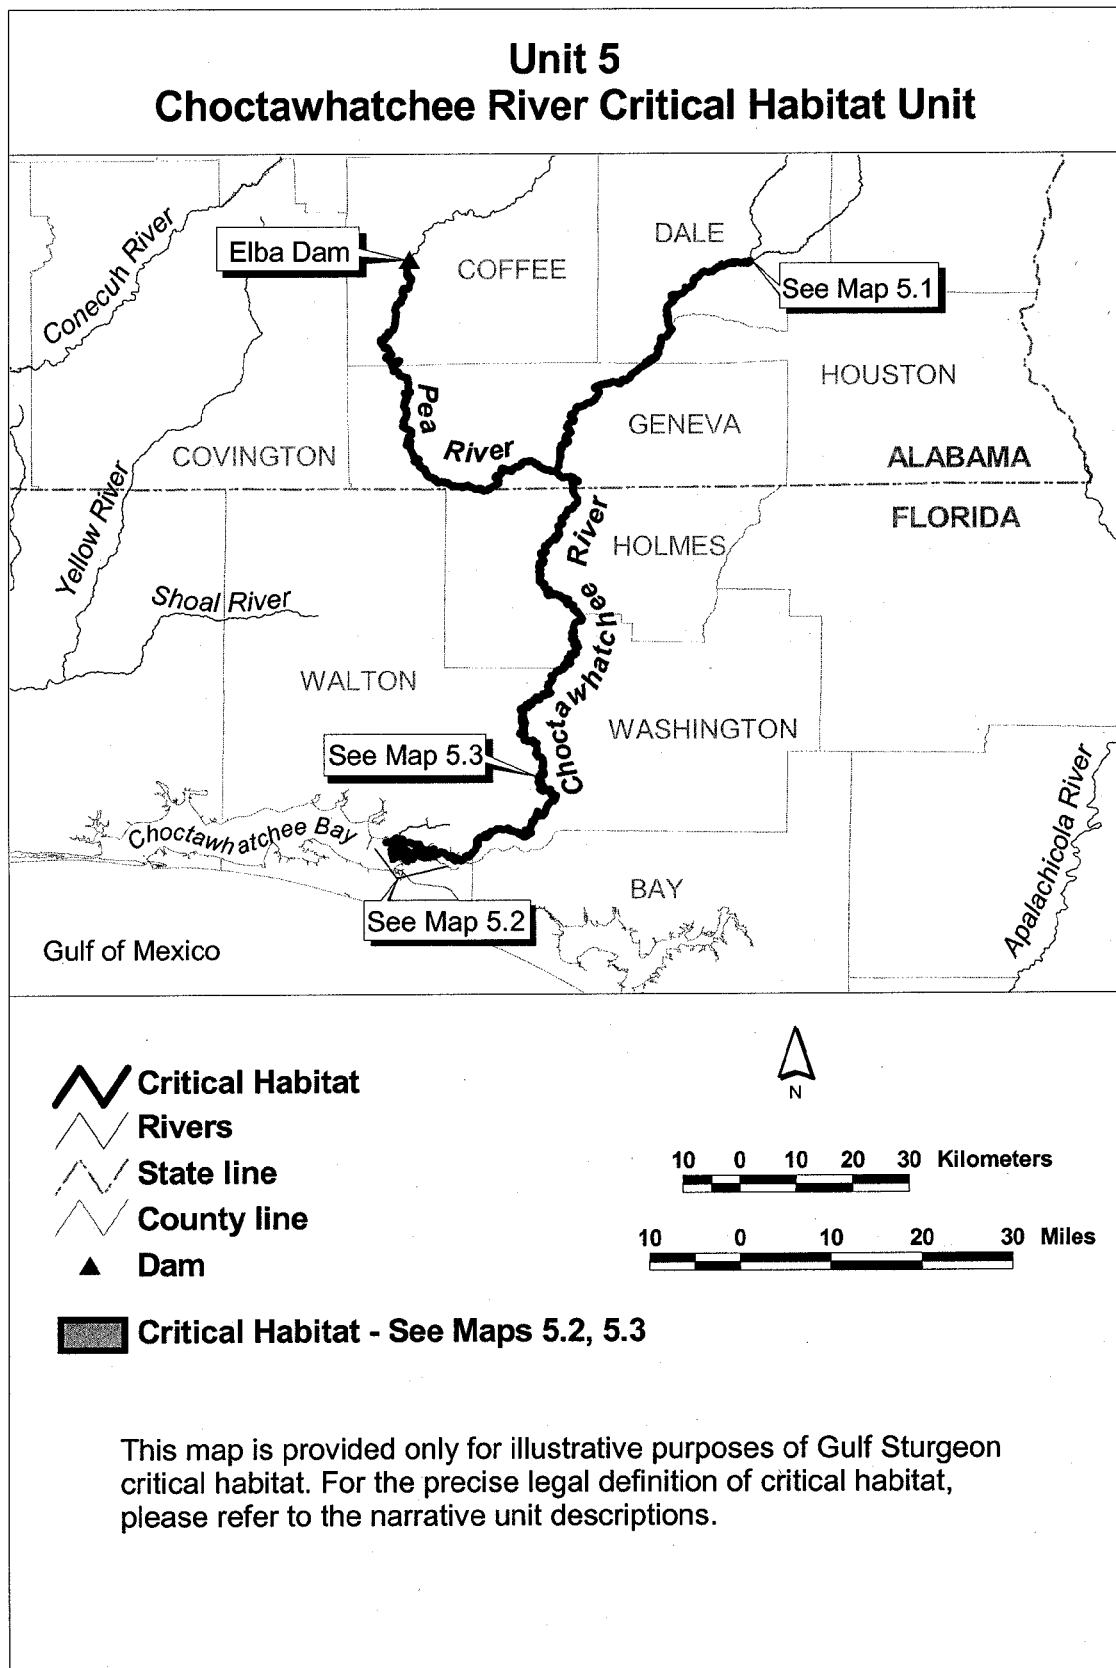 Unit 5
Choctawhatchee River Critical Habitat Unit
Conecuh River
Elba Dam
COFFEE
DALE
See Map 5.1
HOUSTON
Pea
River
GENEVA
COVINGTON
ALABAMA
FLORIDA
Yellow River
Shoal River
HOLMES
Choctawhatchee River
WALTON
WASHINGTON
See Map 5.3
Choctawhatchee Bay
Apalachicola River
BAY
See Map 5.2
Gulf of Mexico
Critical Habitat
Rivers
State line
County line
Dam
Critical Habitat - See Maps 5.2, 5.3
N
10 0 10 20 30 Kilometers
10 0 10 20 30 Miles
This map is provided only for illustrative purposes of Gulf Sturgeon
critical habitat. For the precise legal definition of critical habitat,
please refer to the narrative unit descriptions.